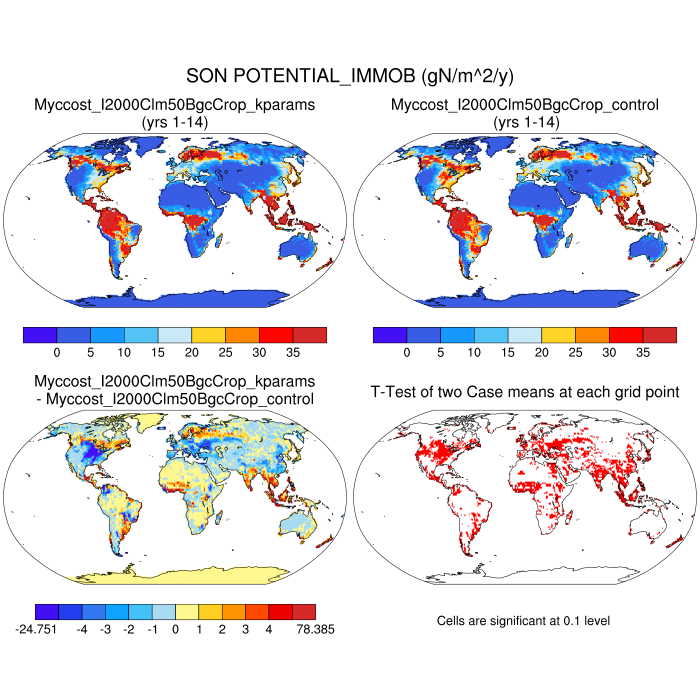 SON POTENTIAL_IMMOB (gN/m^2/y)
Myccost_I2000Clm50BgcCrop_kparams
(yrs 1-14)
Myccost_I2000Clm50BgcCrop_control
(yrs 1-14)
0 5 10 15 20 25 30 35
0 5 10 15 20 25 30 35
Myccost_I2000Clm50BgcCrop_kparams
- Myccost_I2000Clm50BgcCrop_control
T-Test of two Case means at each grid point
-24.751 -4 -3 -2 -1 0 1 2 3 4 78.385
Cells are significant at 0.1 level